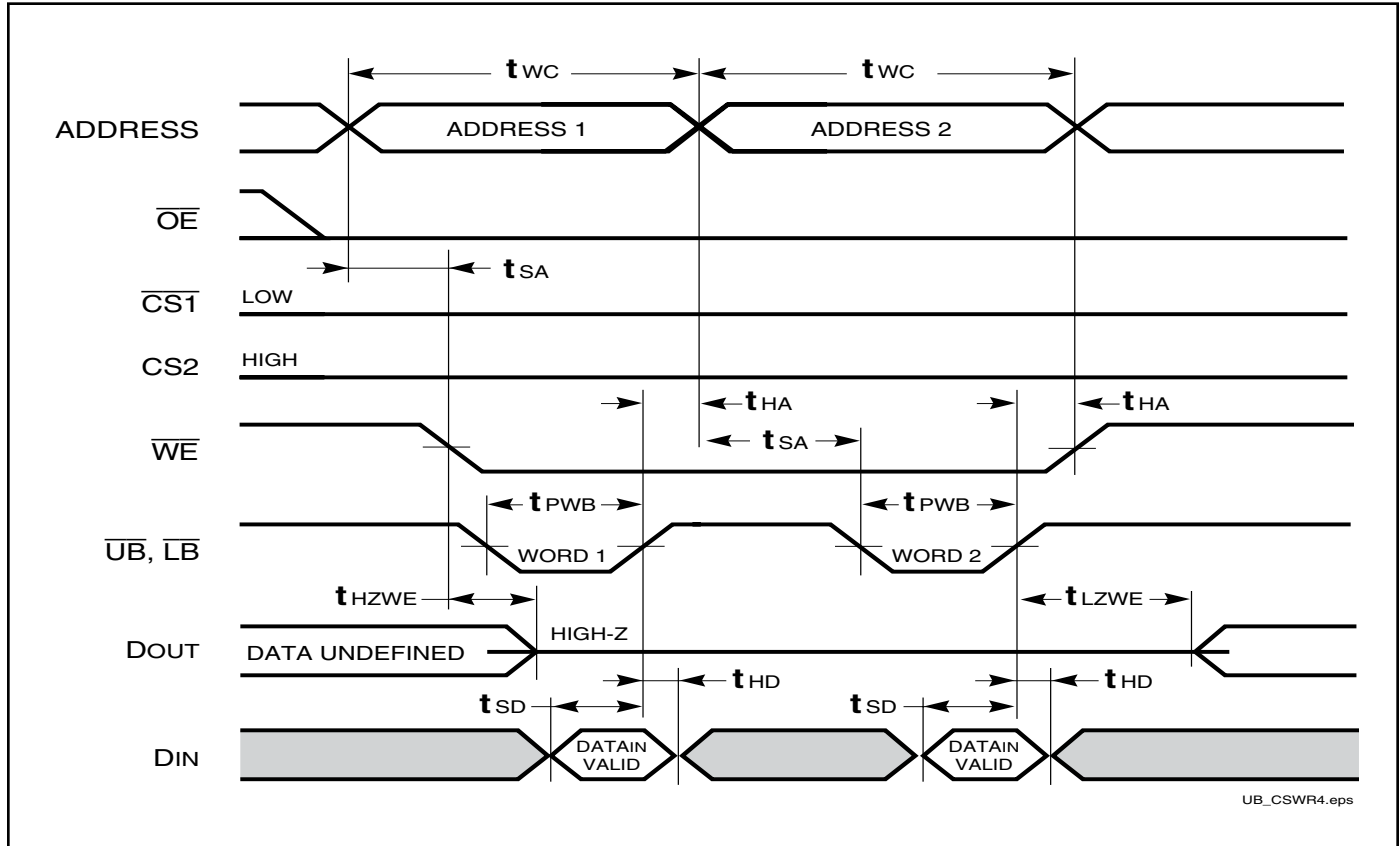 tWC tWC
ADDRESS ADDRESS 1 ADDRESS 2
OE
tSA
CS1 LOW
CS2 HIGH
tHA tHA
WE tSA
tPWB tPWB
UB, LB WORD 1 WORD 2
tHZWE tLZWE
DOUT DATA UNDEFINED HIGH-Z
tSD tHD tSD tHD
DIN DATAIN VALID DATAIN VALID
UB_CSWR4.eps